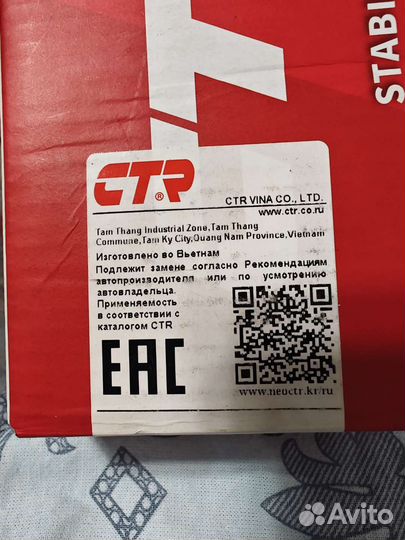 STABI
CTR®
CTR VINA CO., LTD.
www.ctr.co.ru
Tam Thang Industrial Zone,Tam Thang
Commune,Tam Ky City,Quang Nam Province,Vietnam
Изготовлено во Вьетнам
Подлежит замене согласно Рекомендациям
автопроизводителя или по усмотрению
автовладельца.
Применяемость
в соответствии с
каталогом CTR
EAC
www.neoctr.kr/ru
Avito